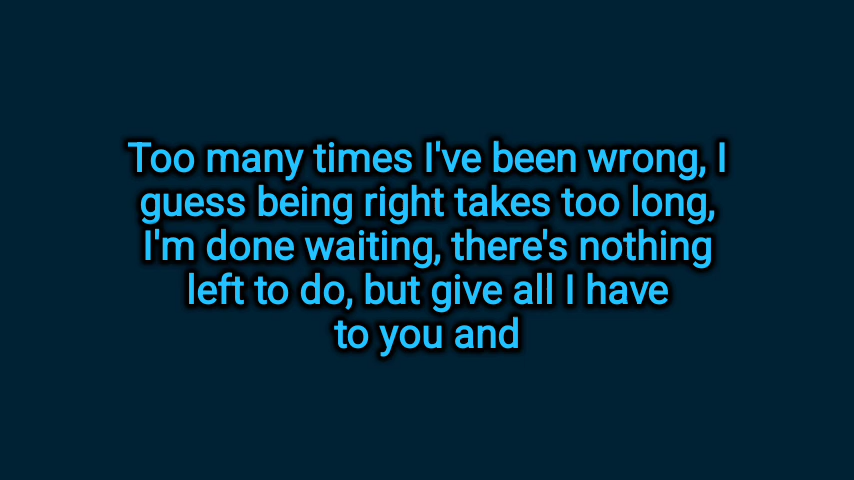 Too many times I've been wrong, I
guess being right takes too long,
I'm done waiting, there's nothing
left to do, but give all I have
to you and